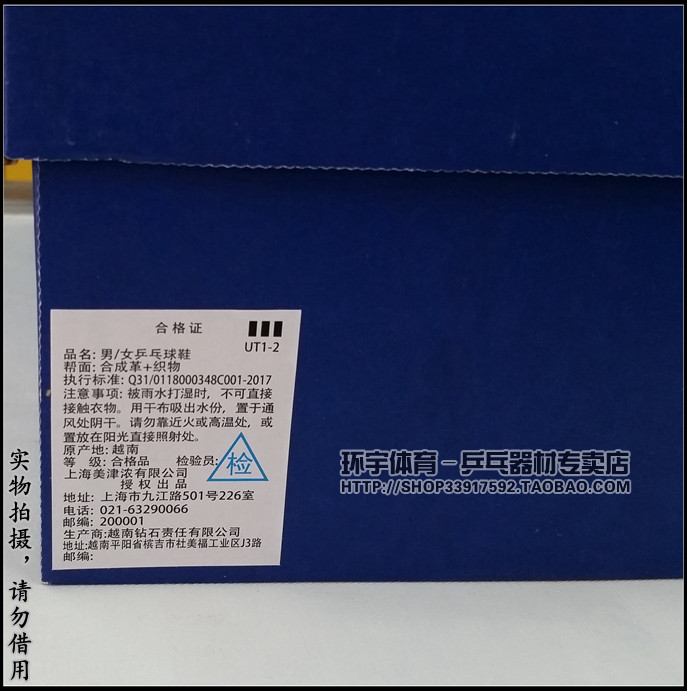 合格证
UT1-2
品名: 男/女乒乓球鞋
帮面: 合成革+织物
执行标准: Q31/0118000348C001-2017
注意事项: 被雨水打湿时，不可直接
接触衣物。用干布吸出水份，置于通
风处阴干。请勿靠近火或高温处，或
置放在阳光直接照射处。
原产地: 越南
等 级: 合格品 检验员:
检
上海美津浓有限公司
授 权 出 品
地址: 上海市九江路501号226室
电话: 021-63290066
邮编: 200001
生产商: 越南钻石责任有限公司
地址:越南平阳省槟吉市杜美福工业区J3路
邮编:
环宇体育－乒乓器材专卖店
HTTP://SHOP33917592.TAOBAO.COM/
实物拍摄，请勿借用